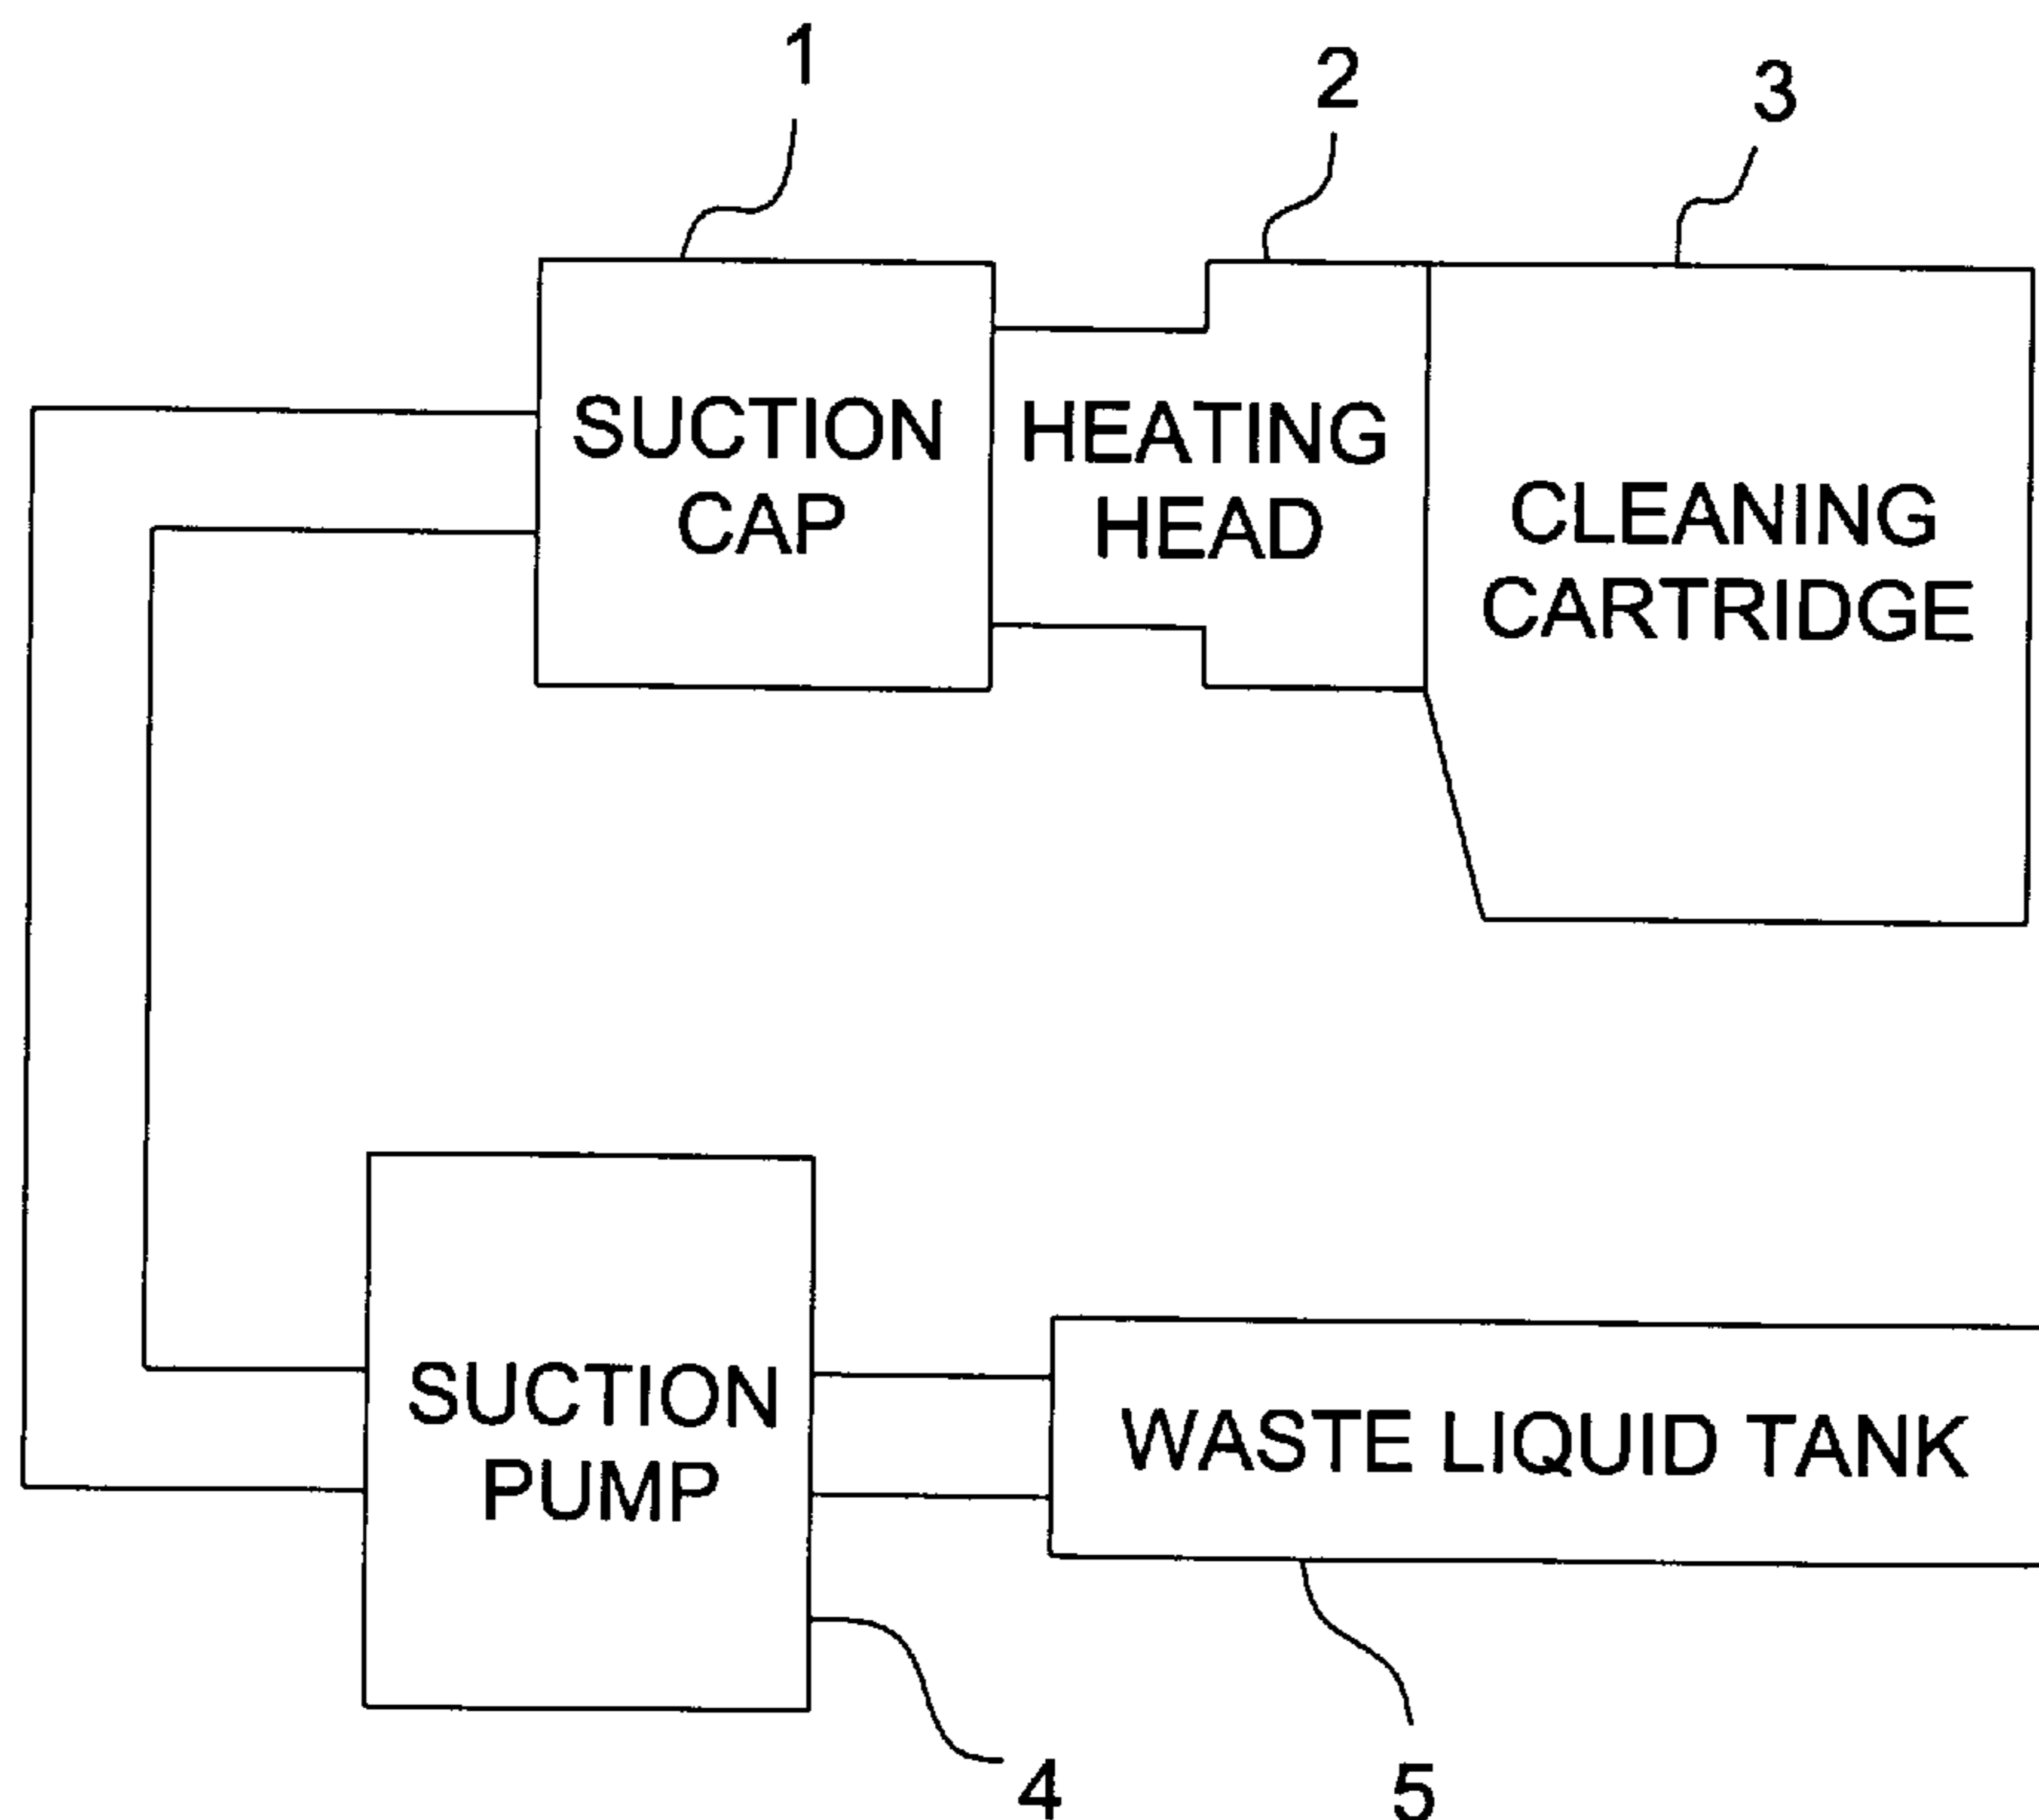 1
2
3
SUCTION
CAP
HEATING
HEAD
CLEANING
CARTRIDGE
SUCTION
PUMP
WASTE LIQUID TANK
4
5